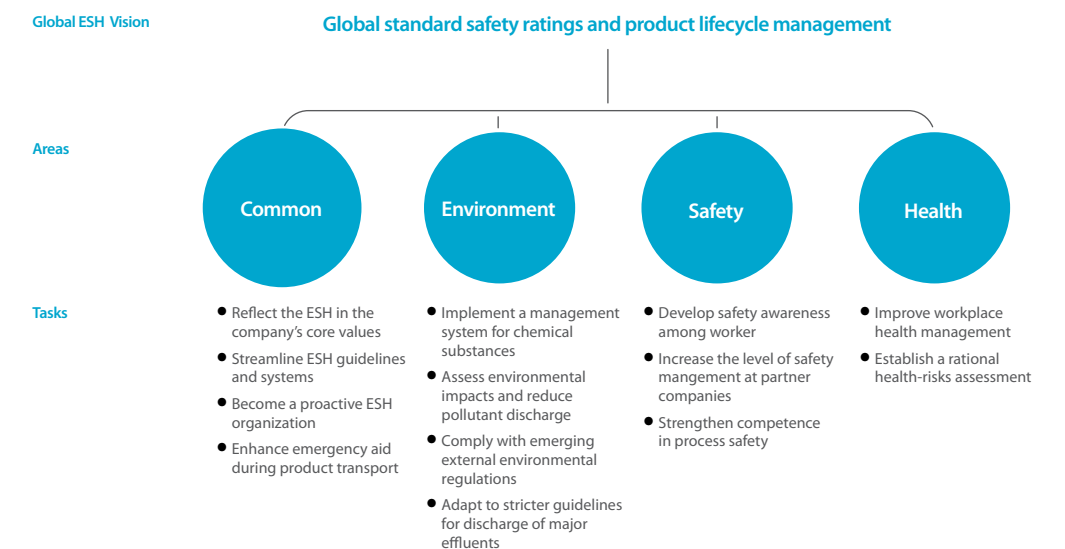 Global ESH Vision
Global standard safety ratings and product lifecycle management
Areas
Common
Environment
Safety
Health
Tasks
● Reflect the ESH in the
company's core values
● Streamline ESH guidelines
and systems
● Become a proactive ESH
organization
● Enhance emergency aid
during product transport
● Implement a management
system for chemical
substances
● Assess environmental
impacts and reduce
pollutant discharge
● Comply with emerging
external environmental
regulations
● Adapt to stricter guidelines
for discharge of major
effluents
● Develop safety awareness
among worker
● Increase the level of safety
mangement at partner
companies
● Strengthen competence
in process safety
● Improve workplace
health management
● Establish a rational
health-risks assessment